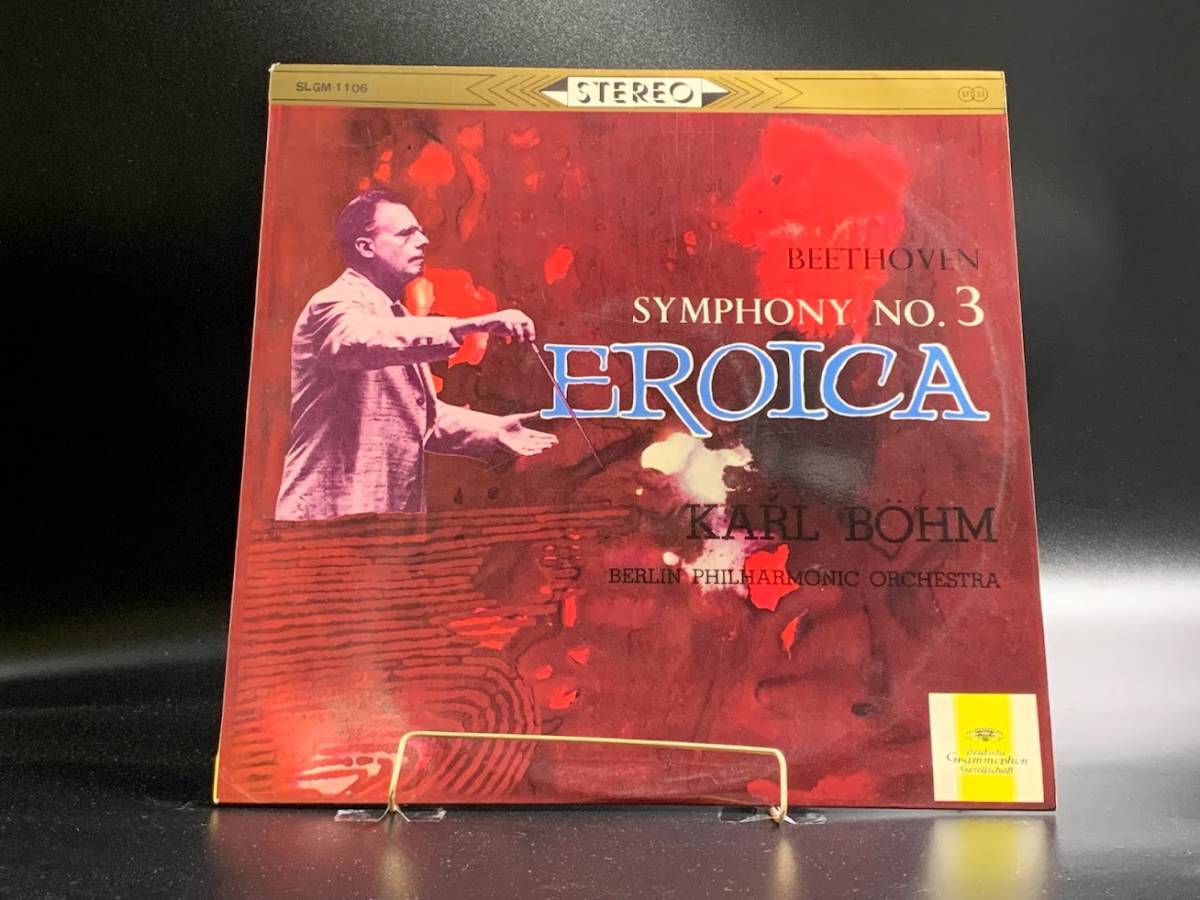 SLGM-1106
STEREO
BEETHOVEN
SYMPHONY NO. 3
EROICA
KARL BÖHM
BERLIN PHILHARMONIC ORCHESTRA
Deutsche
Grammophon
Gesellschaft